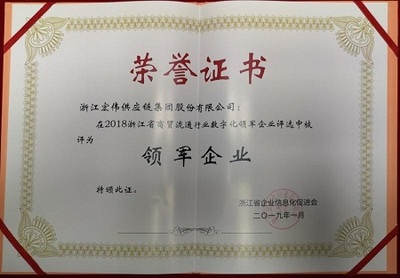 荣誉证书
浙江宏伟供应链集团股份有限公司：
在2018浙江省商贸流通行业数字化领军企业评选中被
评为
领军企业
特颁此证。
浙江省企业信息化促进会
二〇一九年一月